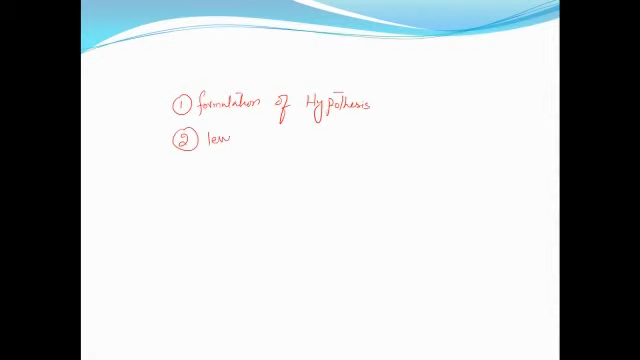 ① formulation of Hypothesis
② lev